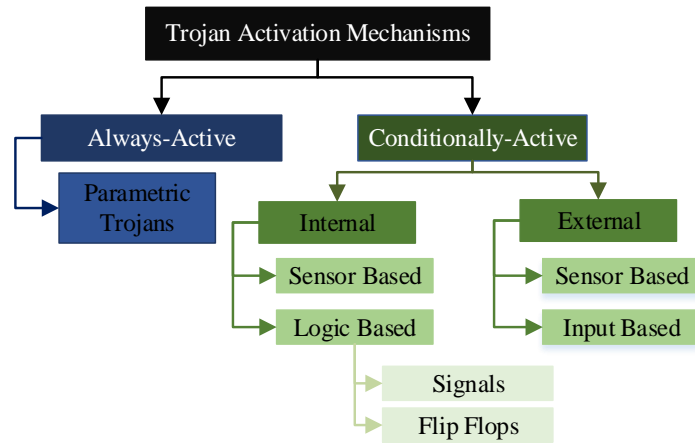 Trojan Activation Mechanisms
Always-Active
Conditionally-Active
Parametric
Trojans
Internal
External
Sensor Based
Sensor Based
Logic Based
Input Based
Signals
Flip Flops